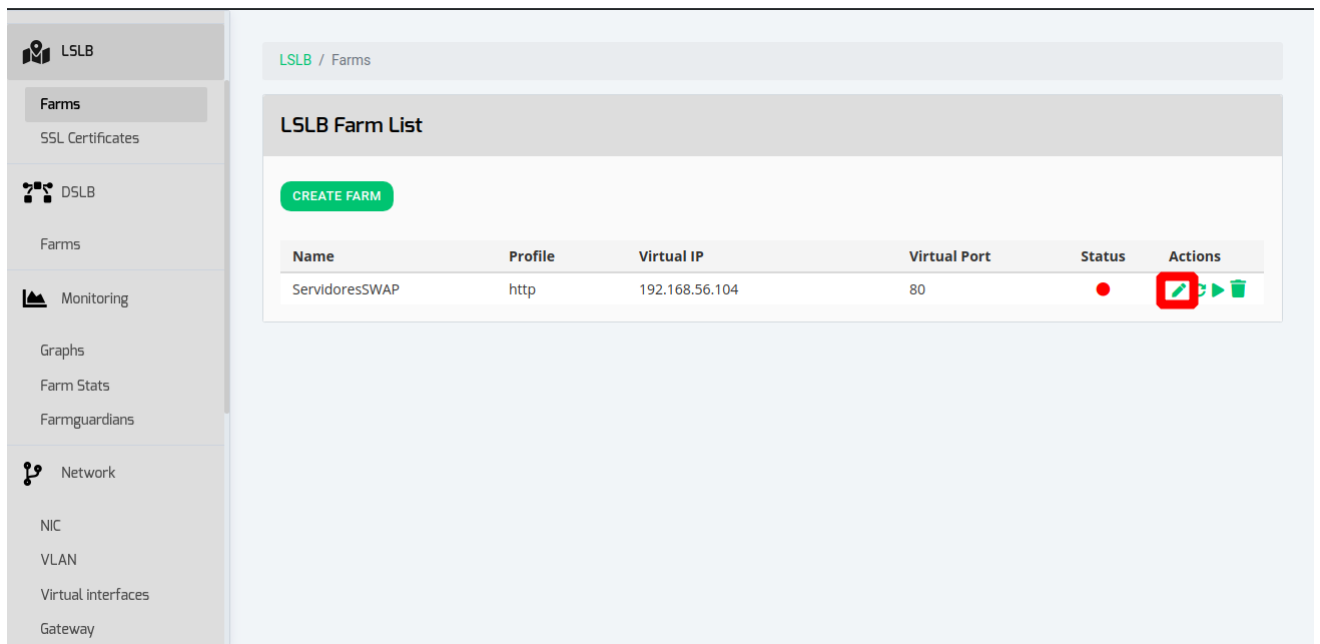 LSLB
Farms
SSL Certificates
DSLB
Farms
Monitoring
Graphs
Farm Stats
Farmguardians
Network
NIC
VLAN
Virtual interfaces
Gateway
LSLB / Farms
LSLB Farm List
CREATE FARM
Name Profile Virtual IP Virtual Port Status Actions
ServidoresSWAP http 192.168.56.104 80